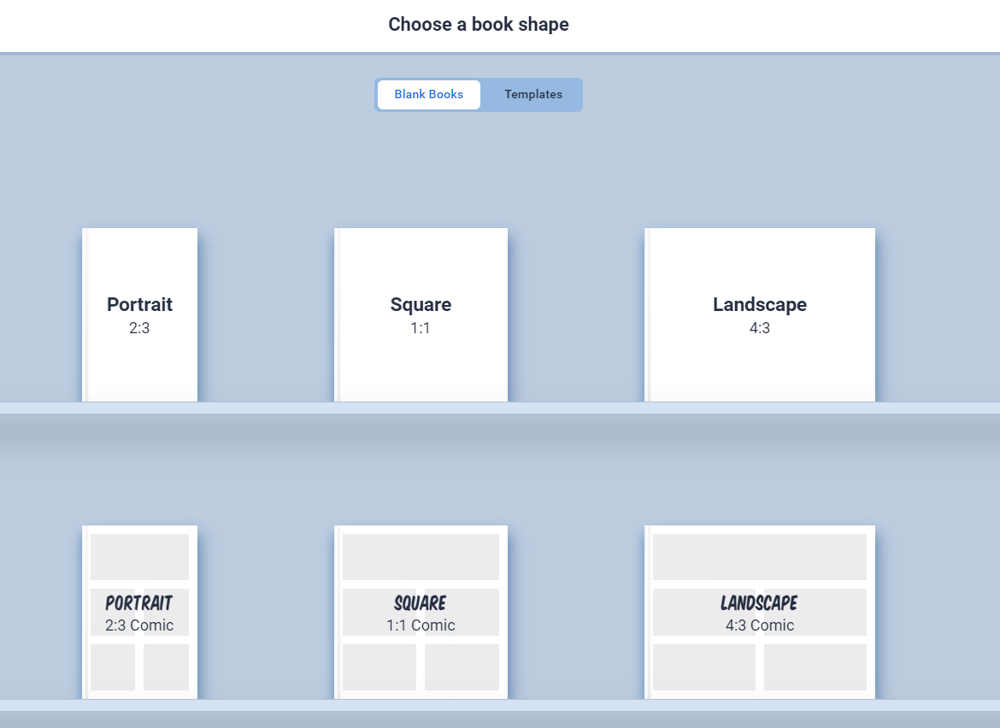 Choose a book shape
Blank Books
Templates
Portrait
2:3
Square
1:1
Landscape
4:3
PORTRAIT
2:3 Comic
SQUARE
1:1 Comic
LANDSCAPE
4:3 Comic